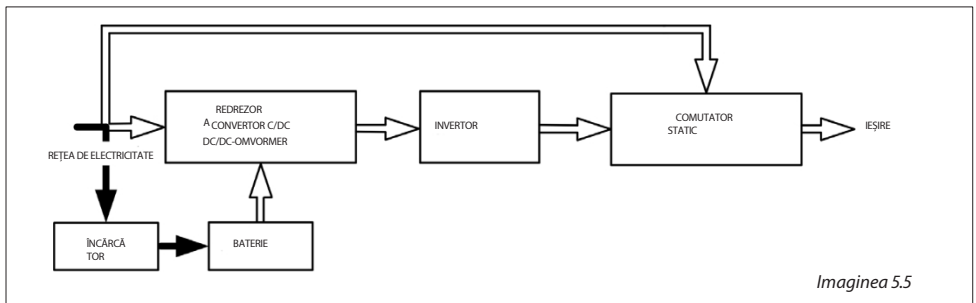 REDREZOR
A CONVERTOR C/DC
DC/DC-OMVORMER
INVERTOR
COMUTATOR
STATIC
IEȘIRE
REȚEA DE ELECTRICITATE
ÎNCĂRCĂ
TOR
BATERIE
Imaginea 5.5